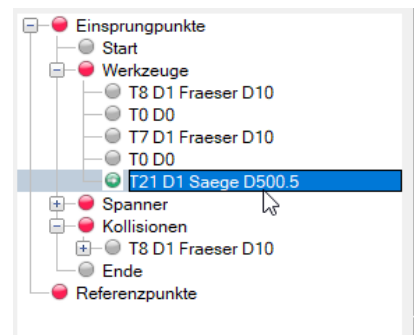 Einsprungpunkte
Start
Werkzeuge
T8 D1 Fraeser D10
T0 D0
T7 D1 Fraeser D10
T0 D0
T21 D1 Saege D500.5
Spanner
Kollisionen
T8 D1 Fraeser D10
Ende
Referenzpunkte